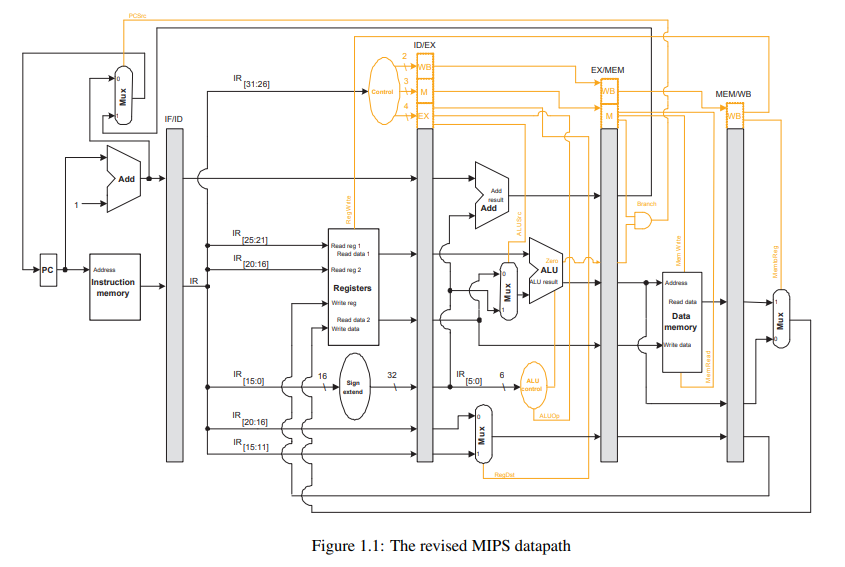 PCSrc
ID/EX
EX/MEM
MEM/WB
IF/ID
2
WB
IR
[31:26]
Control
3
M
4
EX
WB
M
WB
0
Mux
1
Add
1
PC
Address
Instruction
memory
IR
IR
[25:21]
IR
[20:16]
RegWrite
Read reg 1
Read data 1
Read reg 2
Registers
Write reg
Read data 2
Write data
IR
[15:0]
16
Sign
extend
32
IR
[20:16]
IR
[15:11]
Add
result
Add
ALUSrc
0
Mux
1
Zero
ALU
ALU result
IR
[5:0]
6
ALU
control
ALUOp
0
Mux
1
RegDst
Branch
MemWrite
Address
Read data
Data
memory
Write data
MemRead
MemtoReg
1
Mux
0
Figure 1.1: The revised MIPS datapath